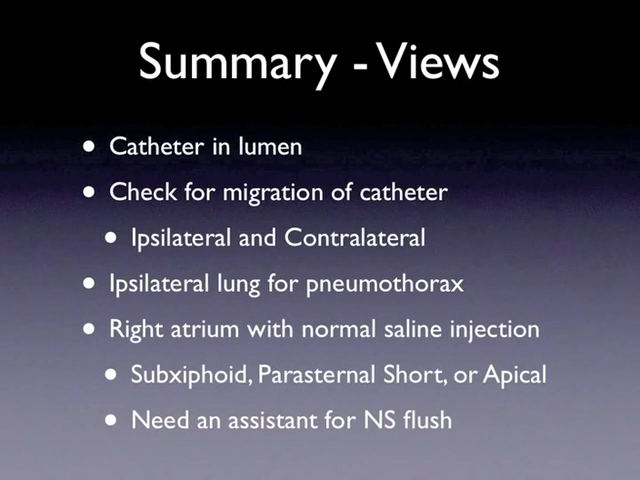 Summary - Views
• Catheter in lumen
• Check for migration of catheter
• Ipsilateral and Contralateral
• Ipsilateral lung for pneumothorax
• Right atrium with normal saline injection
• Subxiphoid, Parasternal Short, or Apical
• Need an assistant for NS flush